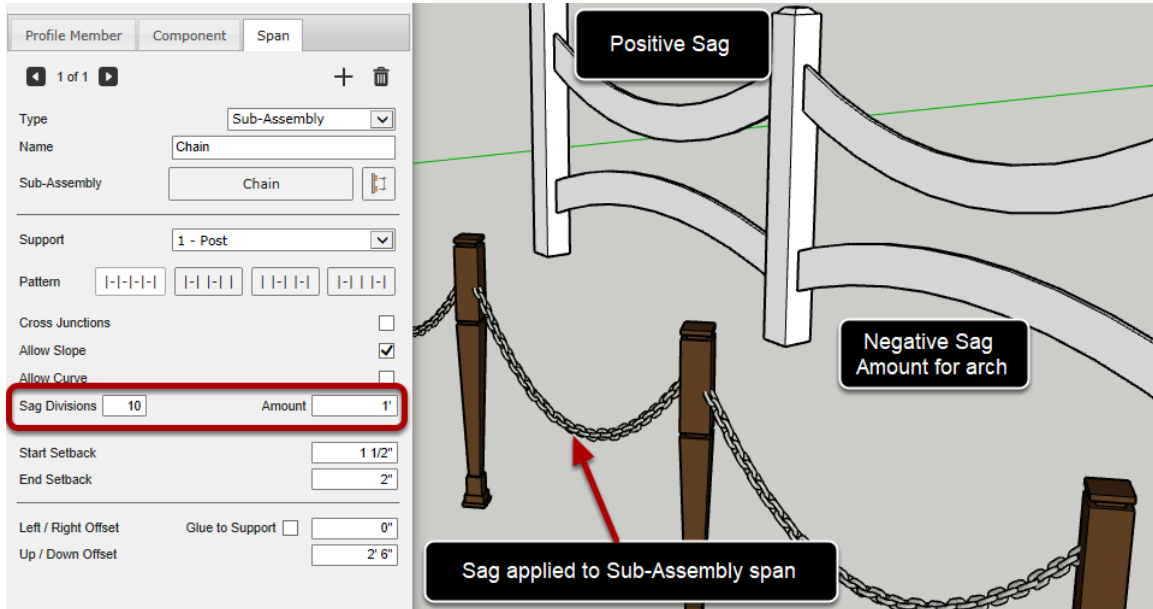 Profile Member Component Span
1 of 1
Type Sub-Assembly
Name Chain
Sub-Assembly Chain
Support 1 - Post
Pattern |-|-|-|-| |-| |-| | | |-| |-| |-| | |-|
Cross Junctions
Allow Slope
Allow Curve
Sag Divisions 10 Amount 1'
Start Setback 1 1/2"
End Setback 2"
Left / Right Offset Glue to Support 0"
Up / Down Offset 2' 6"
Positive Sag
Negative Sag
Amount for arch
Sag applied to Sub-Assembly span